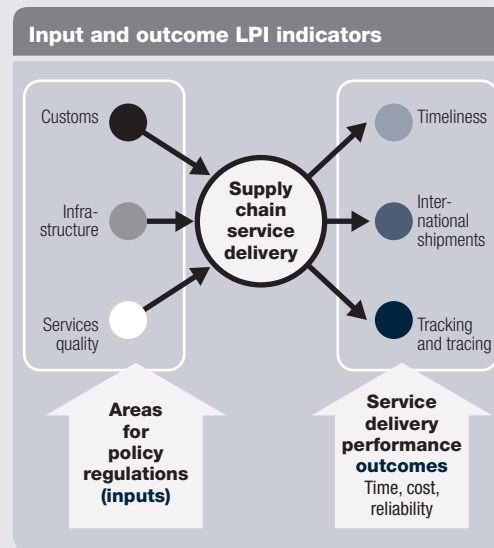 Input and outcome LPI indicators
Customs
Infra-
structure
Services
quality
Supply
chain
service
delivery
Timeliness
Inter-
national
shipments
Tracking
and tracing
Areas
for
policy
regulations
(inputs)
Service
delivery
performance
outcomes
Time, cost,
reliability